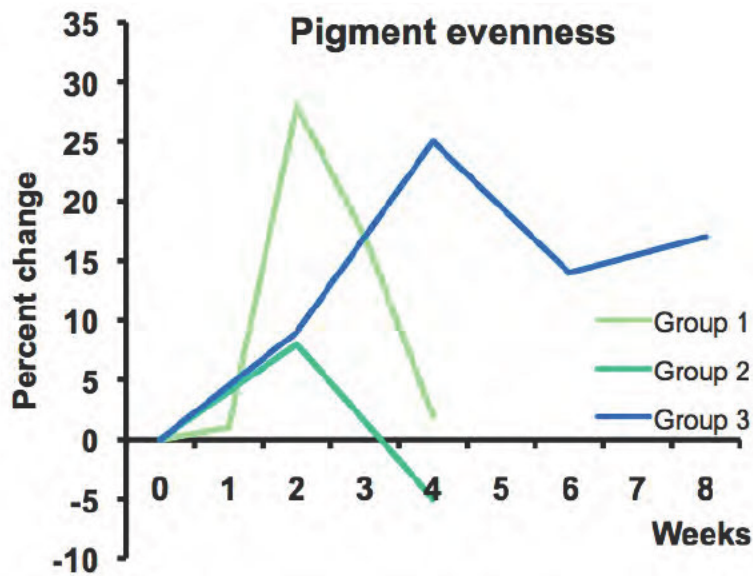 Pigment evenness
Percent change
35
30
25
20
15
10
5
0
-5
-10
0 1 2 3 4 5 6 7 8
Weeks
Group 1
Group 2
Group 3